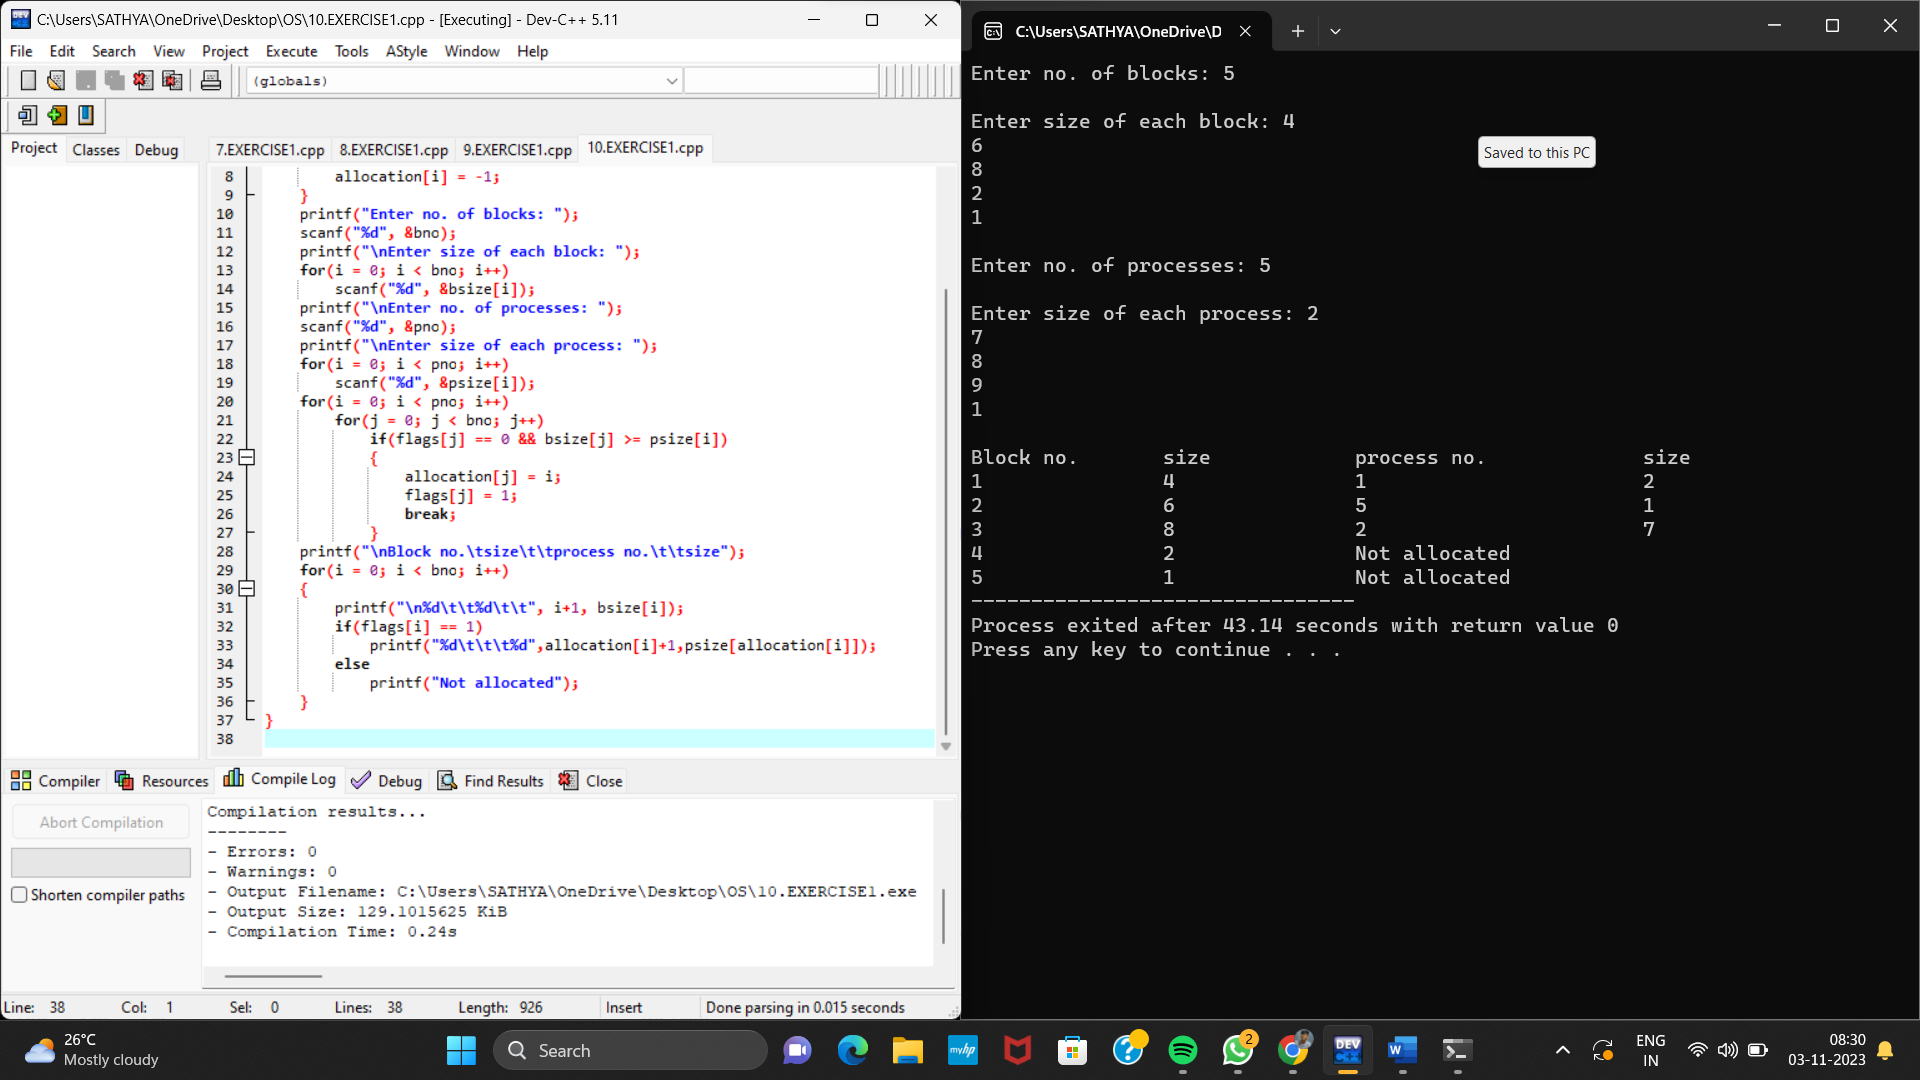 C:\Users\SATHYA\OneDrive\Desktop\OS\10.EXERCISE1.cpp - [Executing] - Dev-C++ 5.11
File Edit Search View Project Execute Tools AStyle Window Help
(globals)
Project Classes Debug
7.EXERCISE1.cpp 8.EXERCISE1.cpp 9.EXERCISE1.cpp 10.EXERCISE1.cpp
8 allocation[i] = -1;
9 }
10 printf("Enter no. of blocks: ");
11 scanf("%d", &bno);
12 printf("\nEnter size of each block: ");
13 for(i = 0; i < bno; i++)
14 scanf("%d", &bsize[i]);
15 printf("\nEnter no. of processes: ");
16 scanf("%d", &pno);
17 printf("\nEnter size of each process: ");
18 for(i = 0; i < pno; i++)
19 scanf("%d", &psize[i]);
20 for(i = 0; i < pno; i++)
21 for(j = 0; j < bno; j++)
22 if(flags[j] == 0 && bsize[j] >= psize[i])
23 {
24 allocation[j] = i;
25 flags[j] = 1;
26 break;
27 }
28 printf("\nBlock no.\tsize\t\tprocess no.\t\tsize");
29 for(i = 0; i < bno; i++)
30 {
31 printf("\n%d\t\t%d\t\t", i+1, bsize[i]);
32 if(flags[i] == 1)
33 printf("%d\t\t\t%d",allocation[i]+1,psize[allocation[i]]);
34 else
35 printf("Not allocated");
36 }
37 }
38
Compiler Resources Compile Log Debug Find Results Close
Abort Compilation
Shorten compiler paths
Compilation results...
--------
- Errors: 0
- Warnings: 0
- Output Filename: C:\Users\SATHYA\OneDrive\Desktop\OS\10.EXERCISE1.exe
- Output Size: 129.1015625 KiB
- Compilation Time: 0.24s
Line: 38 Col: 1 Sel: 0 Lines: 38 Length: 926 Insert Done parsing in 0.015 seconds
C:\Users\SATHYA\OneDrive\D
Enter no. of blocks: 5
Enter size of each block: 4
6
8
2
1
Saved to this PC
Enter no. of processes: 5
Enter size of each process: 2
7
8
9
1
Block no. size process no. size
1 4 1 2
2 6 5 1
3 8 2 7
4 2 Not allocated
5 1 Not allocated
--------------------------------
Process exited after 43.14 seconds with return value 0
Press any key to continue . . .
26°C
Mostly cloudy
Search
myhp
2
DEV
C++
W
ENG
IN
08:30
03-11-2023